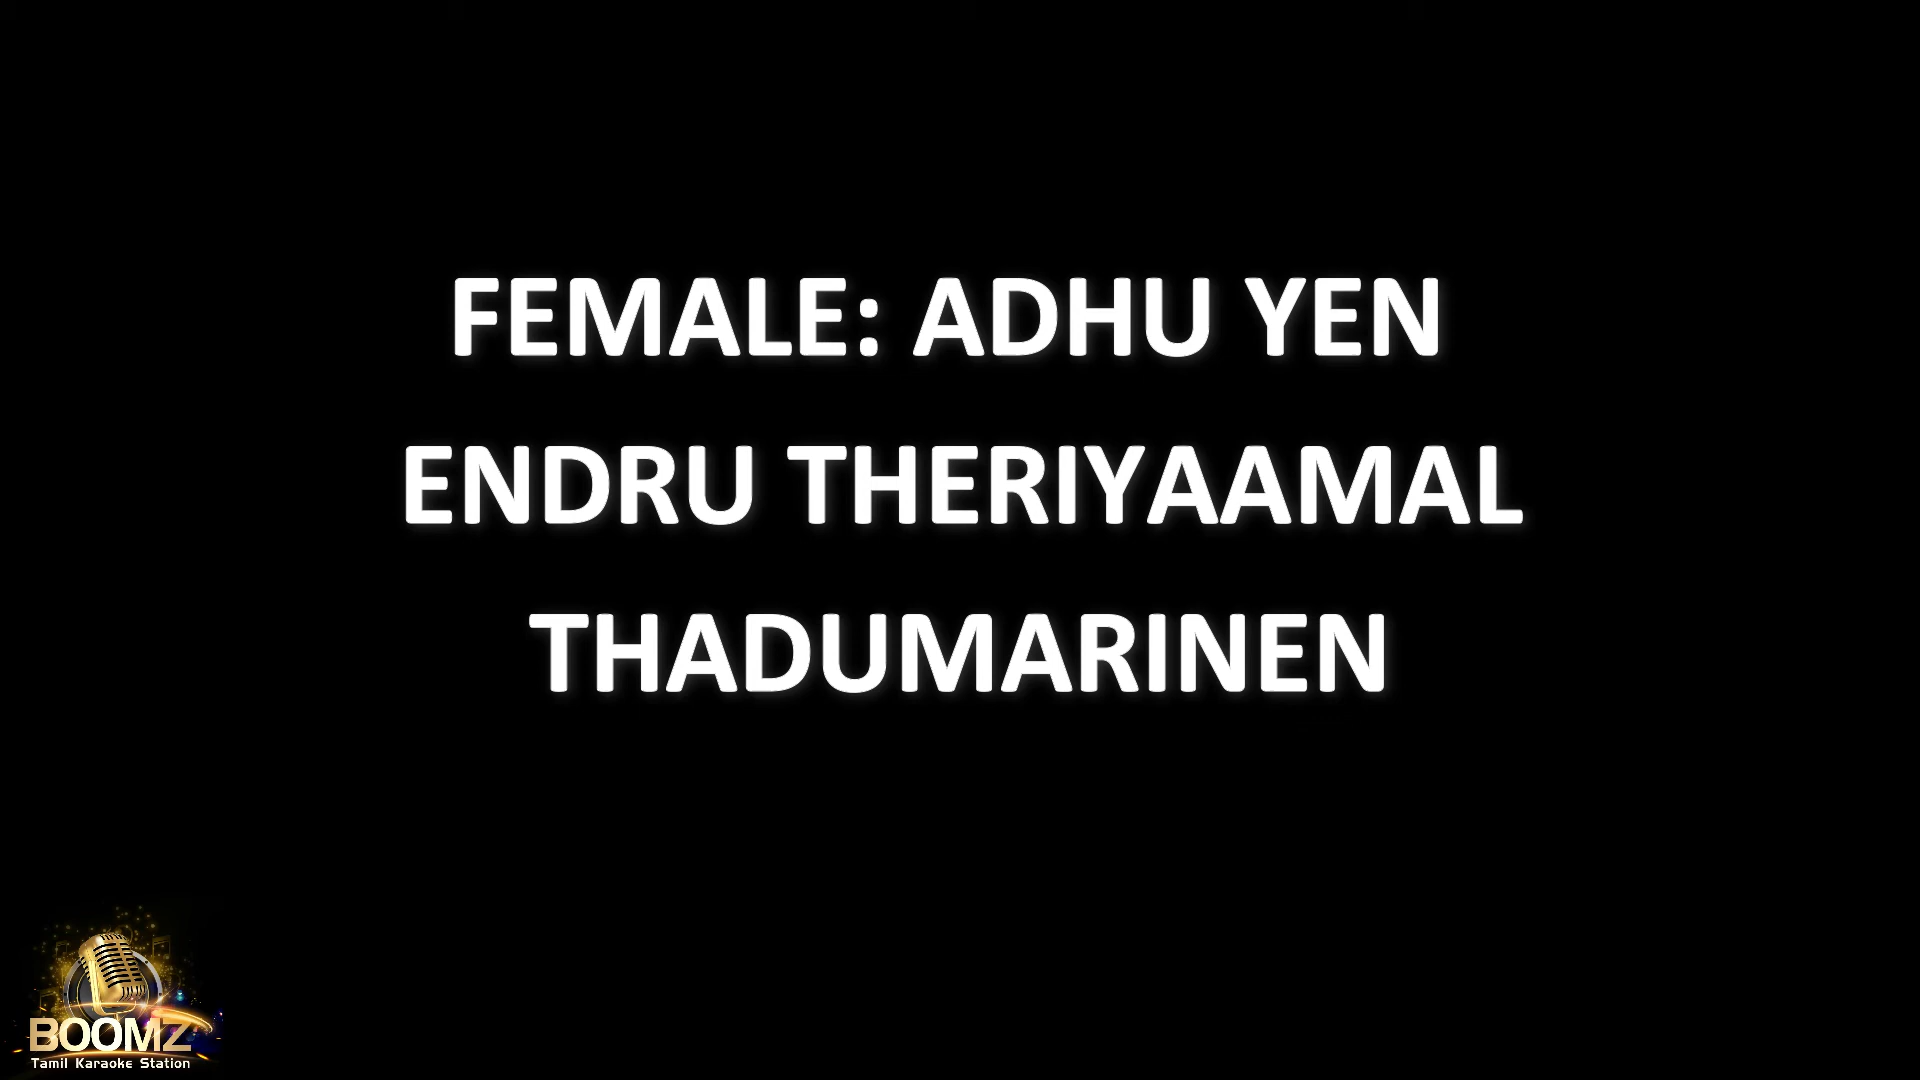 FEMALE: ADHU YEN
ENDRU THERIYAAMAL
THADUMARINEN
BOOMZ
Tamil Karaoke Station